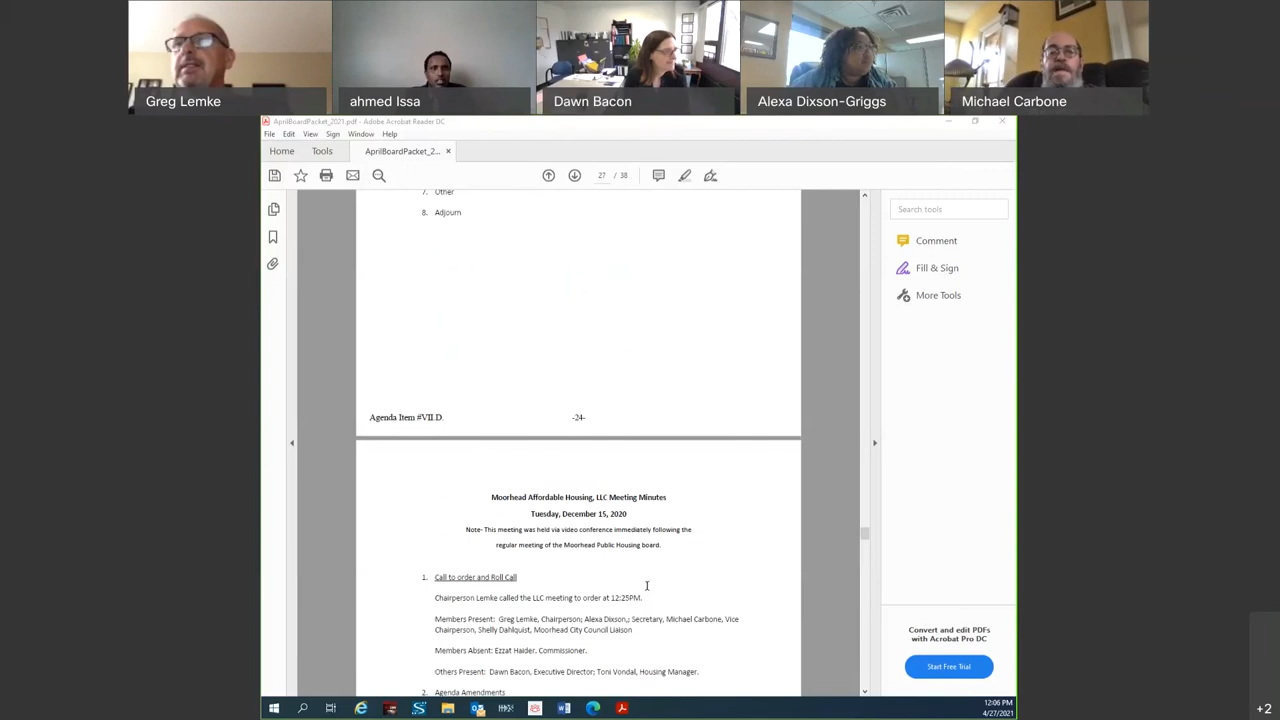 Greg Lemke
ahmed Issa
Dawn Bacon
Alexa Dixson-Griggs
Michael Carbone
AprilBoardPacket_2021.pdf - Adobe Acrobat Reader DC
File Edit View Sign Window Help
Home Tools AprilBoardPacket_2... ×
27 / 38
7. Other
8. Adjourn
Agenda Item #VII.D. -24-
Moorhead Affordable Housing, LLC Meeting Minutes
Tuesday, December 15, 2020
Note- This meeting was held via video conference immediately following the
regular meeting of the Moorhead Public Housing board.
1. Call to order and Roll Call
Chairperson Lemke called the LLC meeting to order at 12:25PM.
Members Present: Greg Lemke, Chairperson; Alexa Dixson,; Secretary, Michael Carbone, Vice
Chairperson, Shelly Dahlquist, Moorhead City Council Liaison
Members Absent: Ezzat Haider. Commissioner.
Others Present: Dawn Bacon, Executive Director; Toni Vondal, Housing Manager.
2. Agenda Amendments
Search tools
Comment
Fill & Sign
More Tools
Convert and edit PDFs
with Acrobat Pro DC
Start Free Trial
12:06 PM
4/27/2021
+2